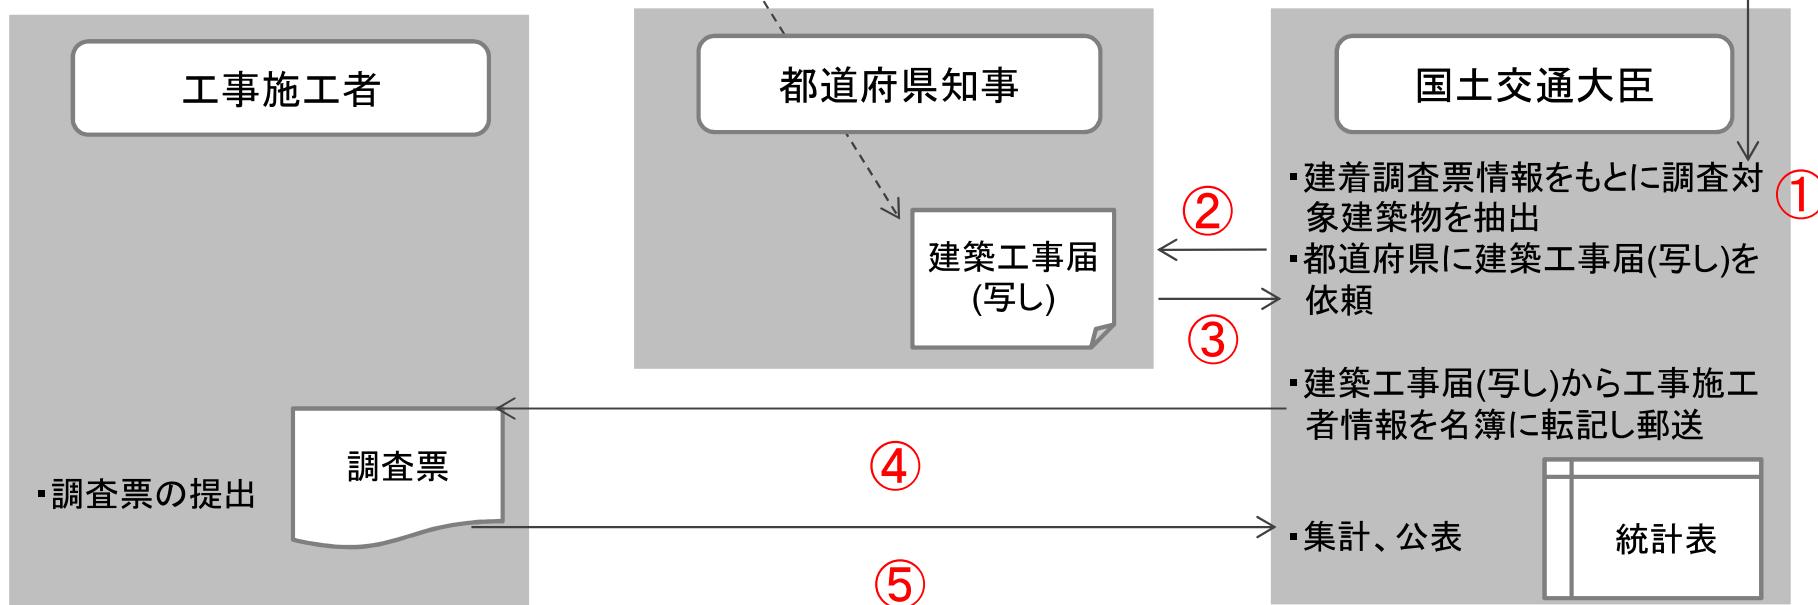 工事施工者
・調査票の提出
調査票
都道府県知事
建築工事届
(写し)
②
③
④
⑤
国土交通大臣
・建着調査票情報をもとに調査対
象建築物を抽出
①
・都道府県に建築工事届(写し)を
依頼
・建築工事届(写し)から工事施工
者情報を名簿に転記し郵送
・集計、公表
統計表